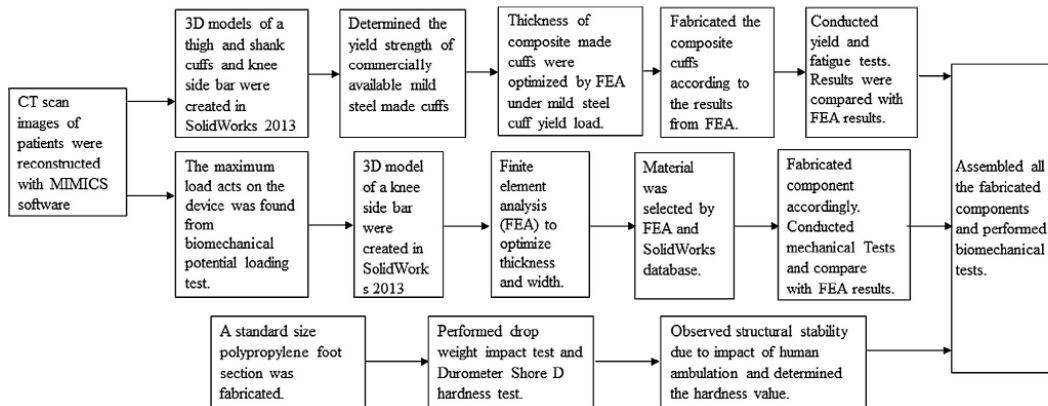 CT scan
images of
patients were
reconstructed
with MIMICS
software
3D models of a
thigh and shank
cuffs and knee
side bar were
created in
SolidWorks 2013
Determined the
yield strength of
commercially
available mild
steel made cuffs
Thickness of
composite made
cuffs were
optimized by FEA
under mild steel
cuff yield load.
Fabricated the
composite
cuffs
according to
the results
from FEA.
Conducted
yield and
fatigue tests.
Results were
compared with
FEA results.
The maximum
load acts on the
device was found
from
biomechanical
potential loading
test.
3D model
of a knee
side bar
were
created in
SolidWork
s 2013
Finite
element
analysis
(FEA) to
optimize
thickness
and width.
Material
was
selected by
FEA and
SolidWorks
database.
Fabricated
component
accordingly.
Conducted
mechanical Tests
and compare
with FEA results.
A standard size
polypropylene foot
section was
fabricated.
Performed drop
weight impact test and
Durometer Shore D
hardness test.
Observed structural stability
due to impact of human
ambulation and determined
the hardness value.
Assembled all
the fabricated
components
and performed
biomechanical
tests.